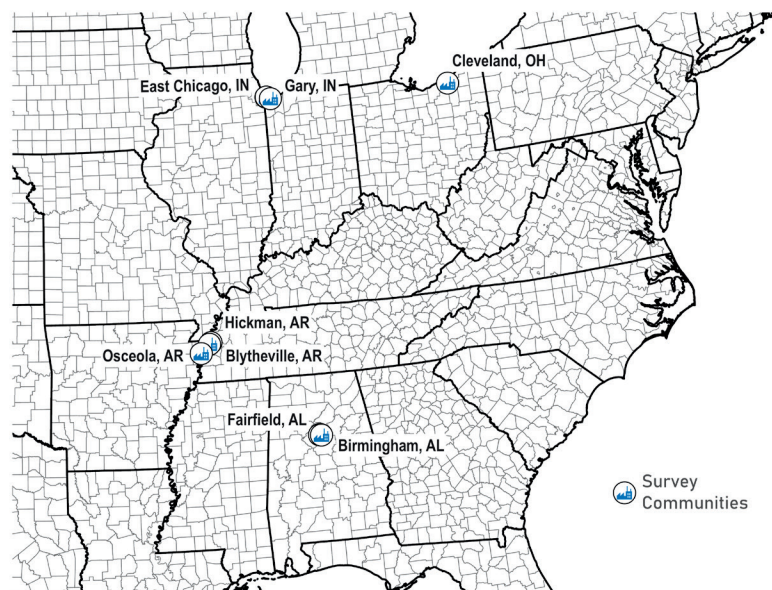 Cleveland, OH
East Chicago, IN
Gary, IN
Hickman, AR
Osceola, AR
Blytheville, AR
Fairfield, AL
Birmingham, AL
Survey
Communities